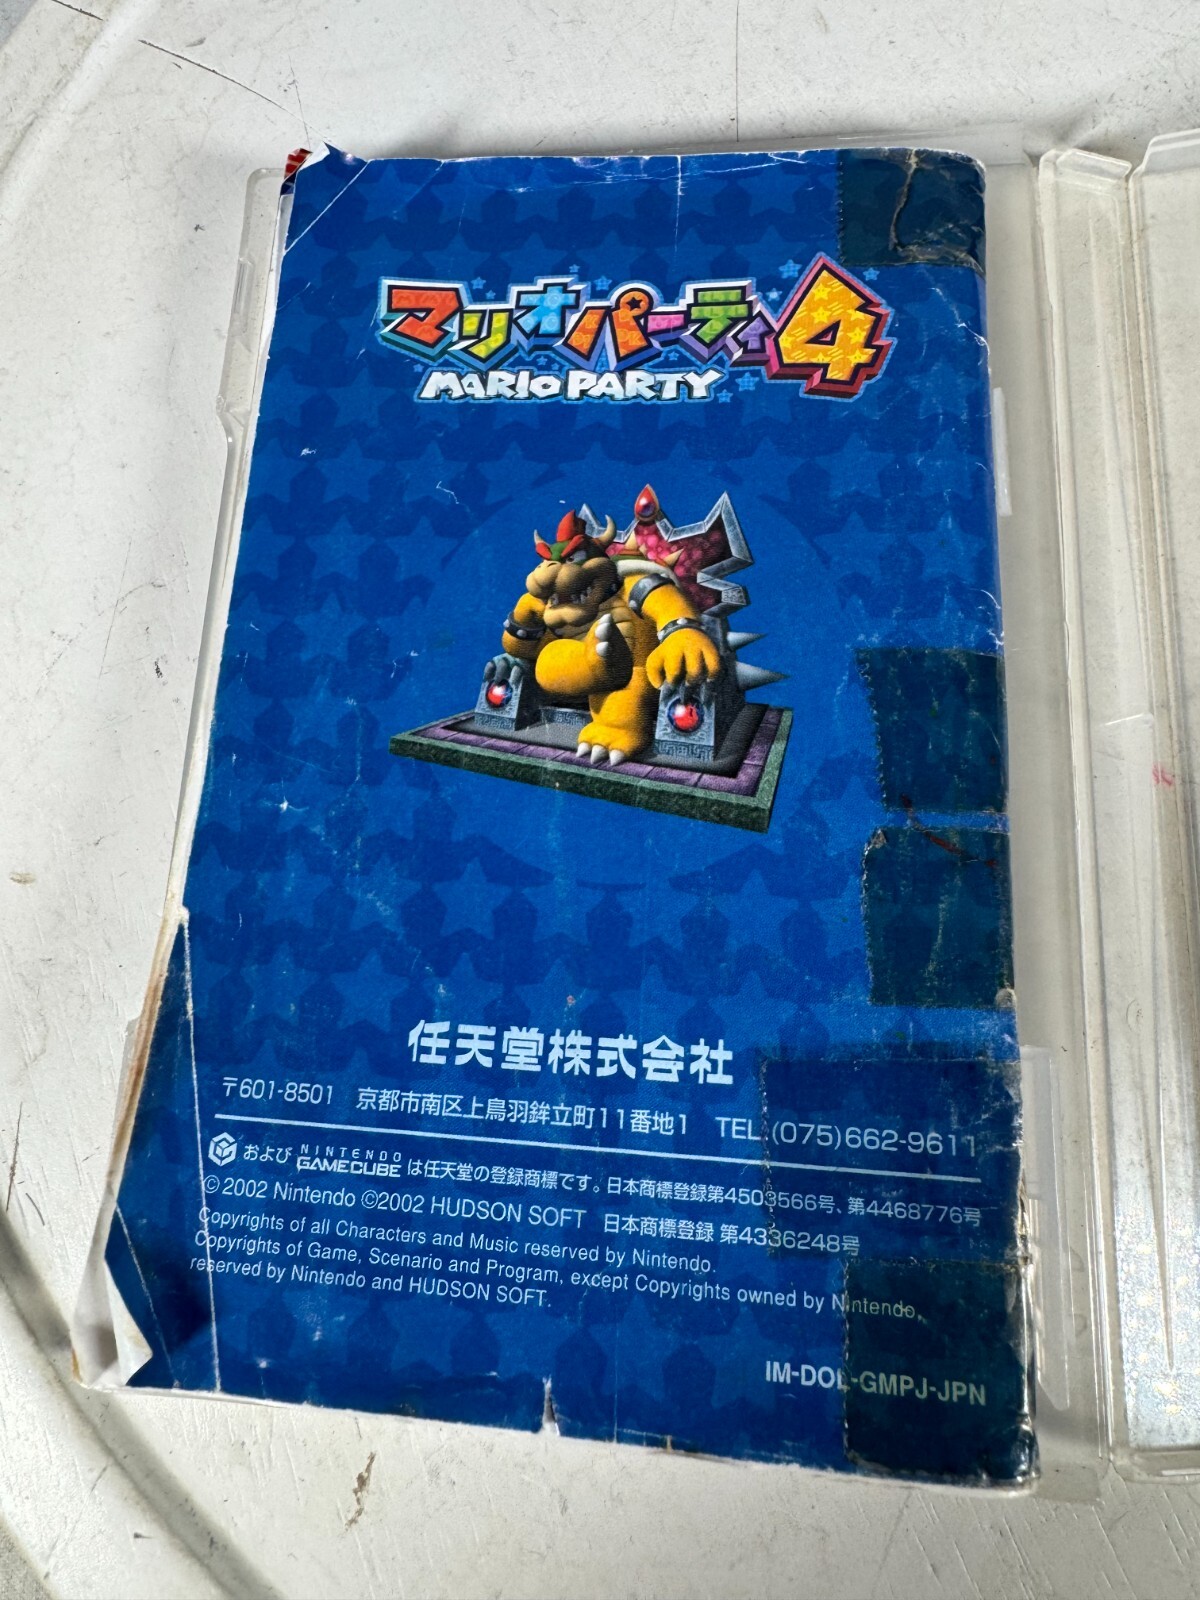 マリオパーティ4
MARIO PARTY
任天堂株式会社
〒601-8501 京都市南区上鳥羽鉾立町11番地1 TEL.(075)662-9611
および NINTENDO GAMECUBE は任天堂の登録商標です。日本商標登録第4503566号、第4468776号
©2002 Nintendo ©2002 HUDSON SOFT 日本商標登録 第4336248号
Copyrights of all Characters and Music reserved by Nintendo.
Copyrights of Game, Scenario and Program, except Copyrights owned by Nintendo,
reserved by Nintendo and HUDSON SOFT.
IM-DOL-GMPJ-JPN